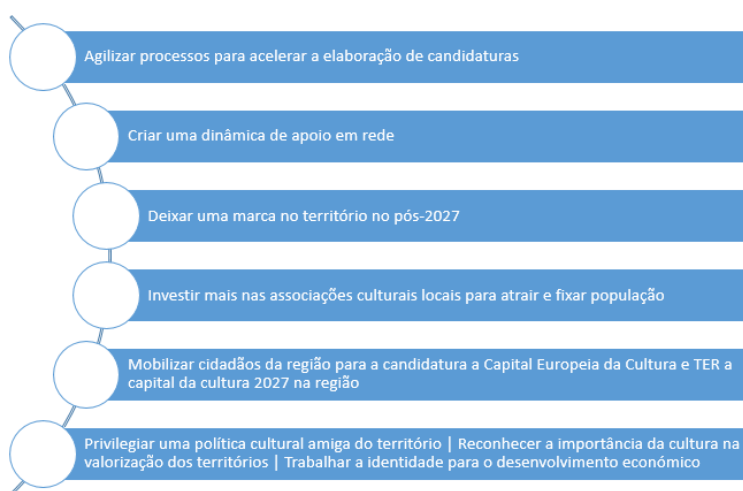 Agilizar processos para acelerar a elaboração de candidaturas
Criar uma dinâmica de apoio em rede
Deixar uma marca no território no pós-2027
Investir mais nas associações culturais locais para atrair e fixar população
Mobilizar cidadãos da região para a candidatura a Capital Europeia da Cultura e TER a
capital da cultura 2027 na região
Privilegiar uma política cultural amiga do território | Reconhecer a importância da cultura na
valorização dos territórios | Trabalhar a identidade para o desenvolvimento económico